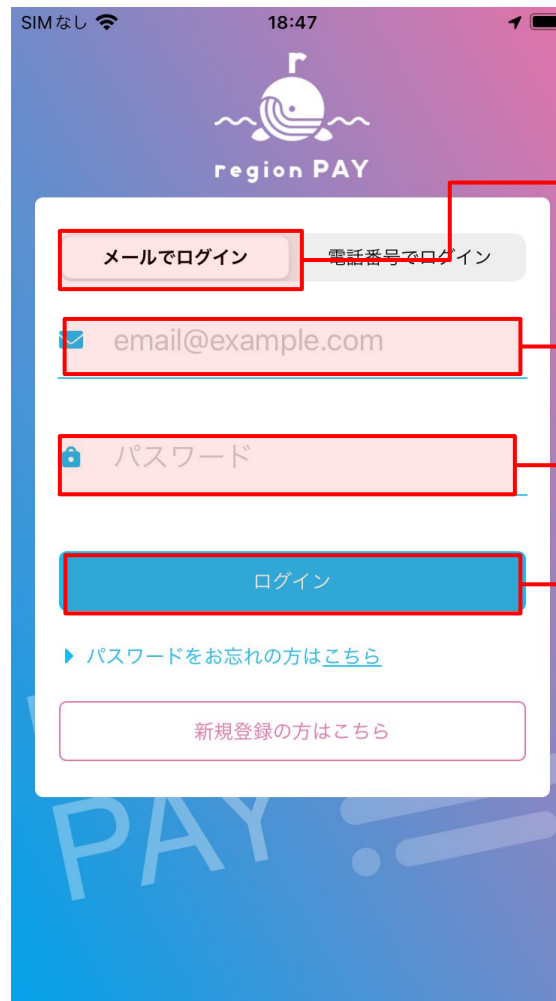 SIMなし 18:47
r
region PAY
メールでログイン 電話番号でログイン
email@example.com
パスワード
ログイン
パスワードをお忘れの方はこちら
新規登録の方はこちら
PAY